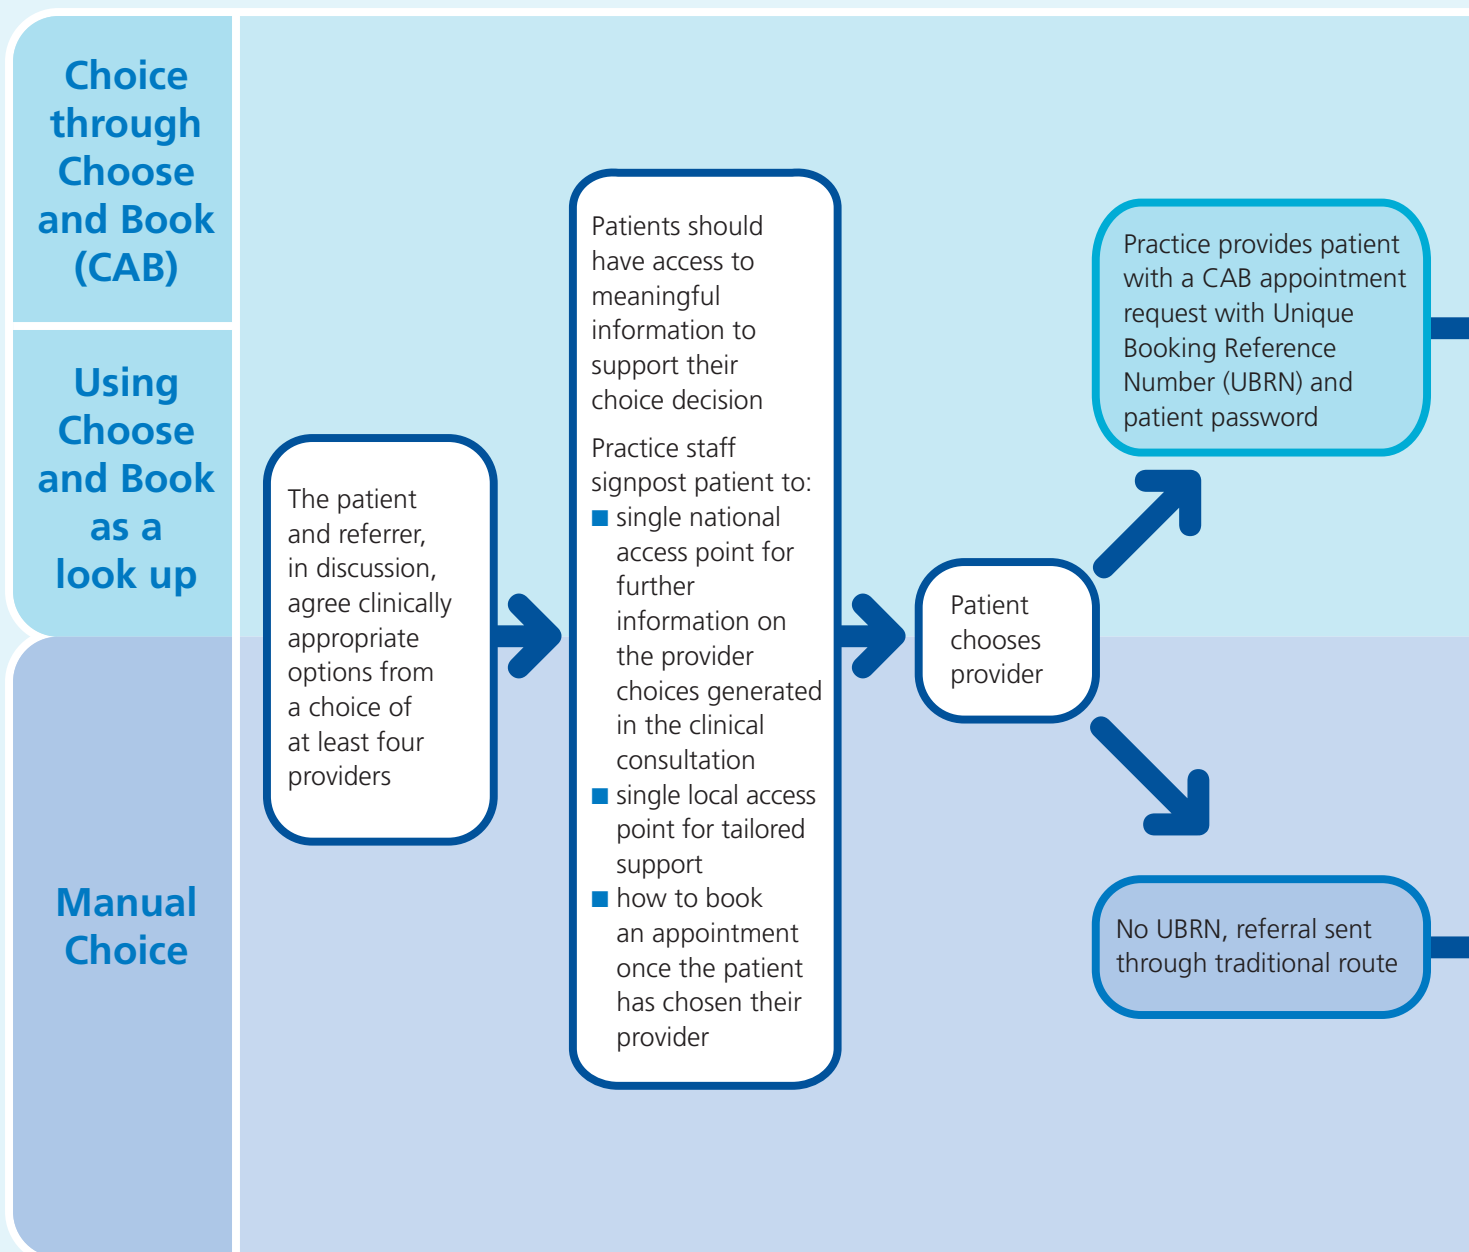 Choice
through
Choose
and Book
(CAB)
Using
Choose
and Book
as a
look up
Manual
Choice
The patient
and referrer,
in discussion,
agree clinically
appropriate
options from
a choice of
at least four
providers
Patients should
have access to
meaningful
information to
support their
choice decision
Practice staff
signpost patient to:
■ single national
access point for
further
information on
the provider
choices generated
in the clinical
consultation
■ single local access
point for tailored
support
■ how to book
an appointment
once the patient
has chosen their
provider
Patient
chooses
provider
Practice provides patient
with a CAB appointment
request with Unique
Booking Reference
Number (UBRN) and
patient password
No UBRN, referral sent
through traditional route